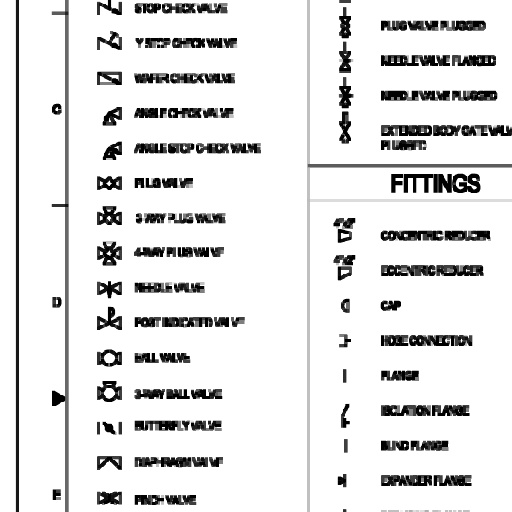 STOP CHECK VALVE
Y STOP CHECK VALVE
WAFER CHECK VALVE
C
ANGLE CHECK VALVE
ANGLE STOP CHECK VALVE
PLUG VALVE
3-WAY PLUG VALVE
4-WAY PLUG VALVE
NEEDLE VALVE
D
POST INDICATED VALVE
BALL VALVE
3-WAY BALL VALVE
BUTTERFLY VALVE
DIAPHRAGM VALVE
E
PINCH VALVE
PLUG VALVE PLUGGED
NEEDLE VALVE FLANGED
NEEDLE VALVE PLUGGED
EXTENDED BODY GATE VALV
PLUGGED
FITTINGS
CONCENTRIC REDUCER
ECCENTRIC REDUCER
CAP
HOSE CONNECTION
FLANGE
ISOLATION FLANGE
BLIND FLANGE
EXPANDER FLANGE